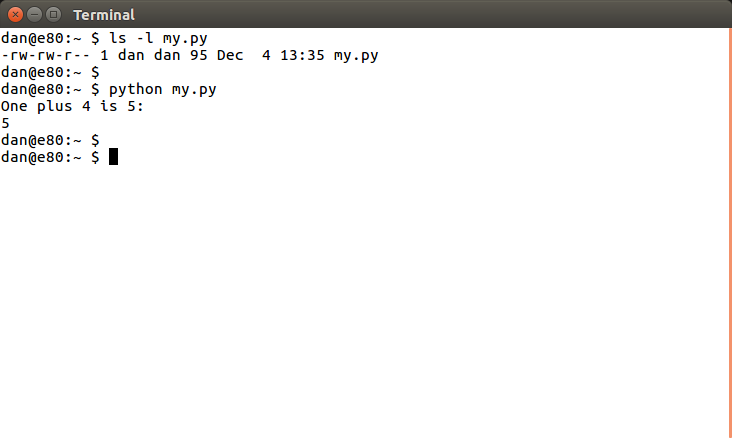 Terminal
dan@e80:~ $ ls -l my.py
-rw-rw-r-- 1 dan dan 95 Dec  4 13:35 my.py
dan@e80:~ $
dan@e80:~ $ python my.py
One plus 4 is 5:
5
dan@e80:~ $
dan@e80:~ $